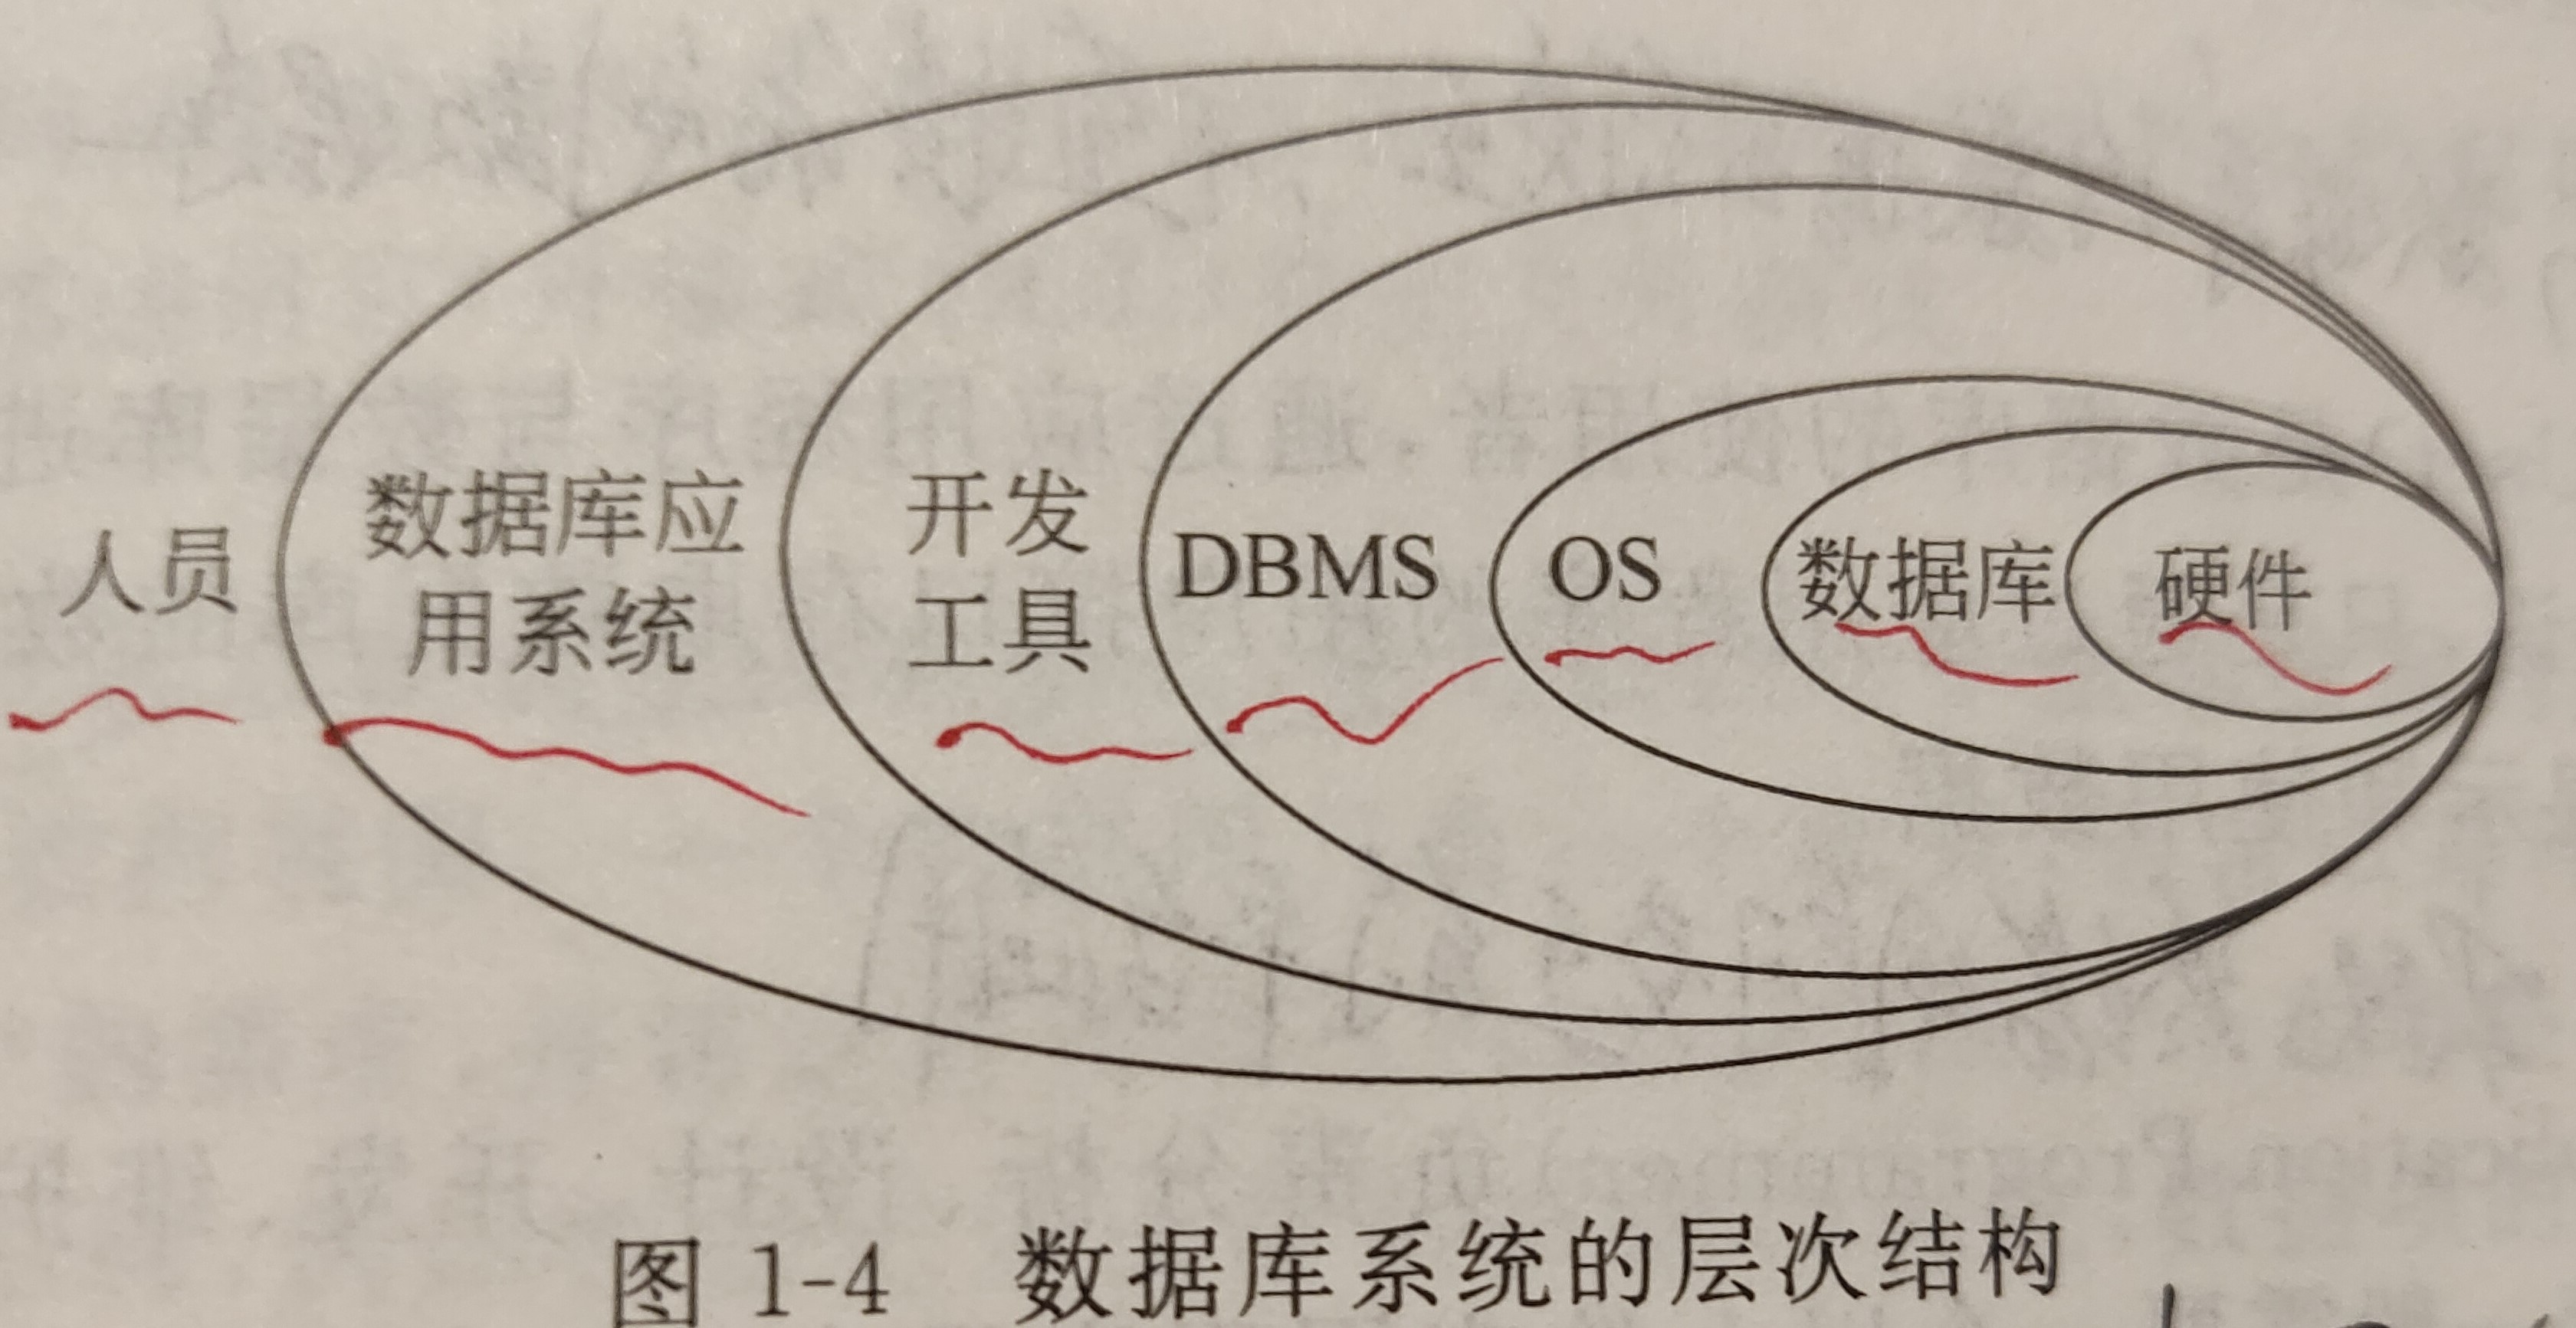 人员
数据库应
用系统
开发
工具
DBMS
OS
数据库
硬件
图 1-4 数据库系统的层次结构